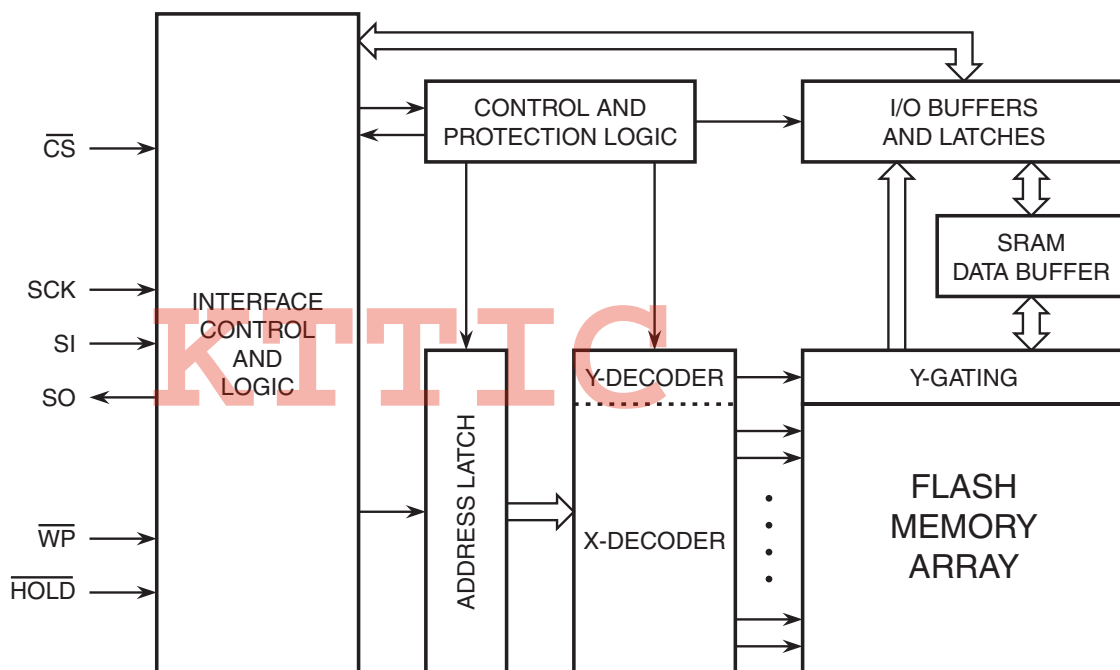 CONTROL AND
PROTECTION LOGIC
I/O BUFFERS
AND LATCHES
CS
SRAM
DATA BUFFER
SCK
INTERFACE
CONTROL
AND
LOGIC
SI
SO
KTTIC
Y-DECODER
Y-GATING
ADDRESS LATCH
X-DECODER
FLASH
MEMORY
ARRAY
WP
HOLD